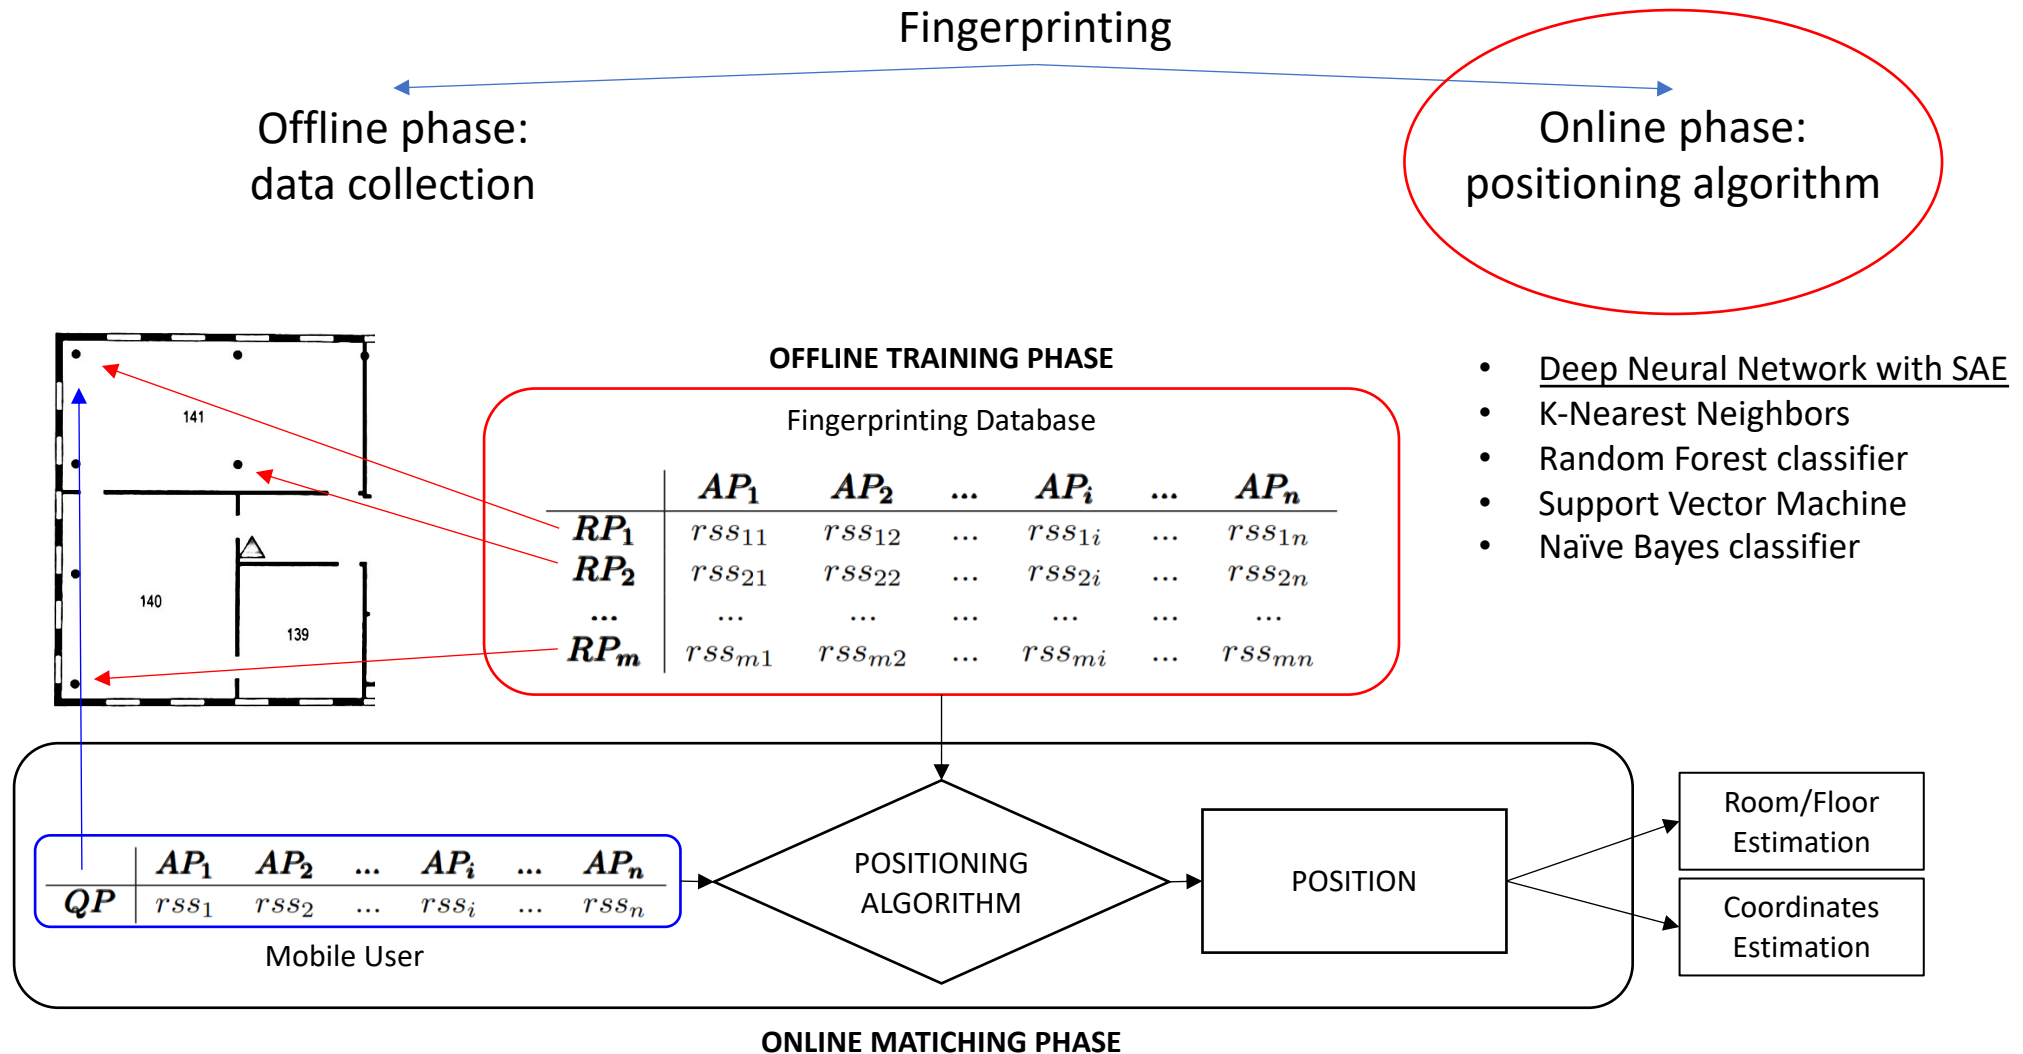 Fingerprinting
Offline phase:
data collection
Online phase:
positioning algorithm
141
140
139
OFFLINE TRAINING PHASE
Fingerprinting Database
AP₁ AP₂ ... APᵢ ... APₙ
RP₁ rss₁₁ rss₁₂ ... rss₁ᵢ ... rss₁ₙ
RP₂ rss₂₁ rss₂₂ ... rss₂ᵢ ... rss₂ₙ
... ... ... ... ... ... ...
RPₘ rssₘ₁ rssₘ₂ ... rssₘᵢ ... rssₘₙ
• Deep Neural Network with SAE
• K-Nearest Neighbors
• Random Forest classifier
• Support Vector Machine
• Naïve Bayes classifier
AP₁ AP₂ ... APᵢ ... APₙ
QP rss₁ rss₂ ... rssᵢ ... rssₙ
Mobile User
POSITIONING
ALGORITHM
POSITION
Room/Floor
Estimation
Coordinates
Estimation
ONLINE MATICHING PHASE